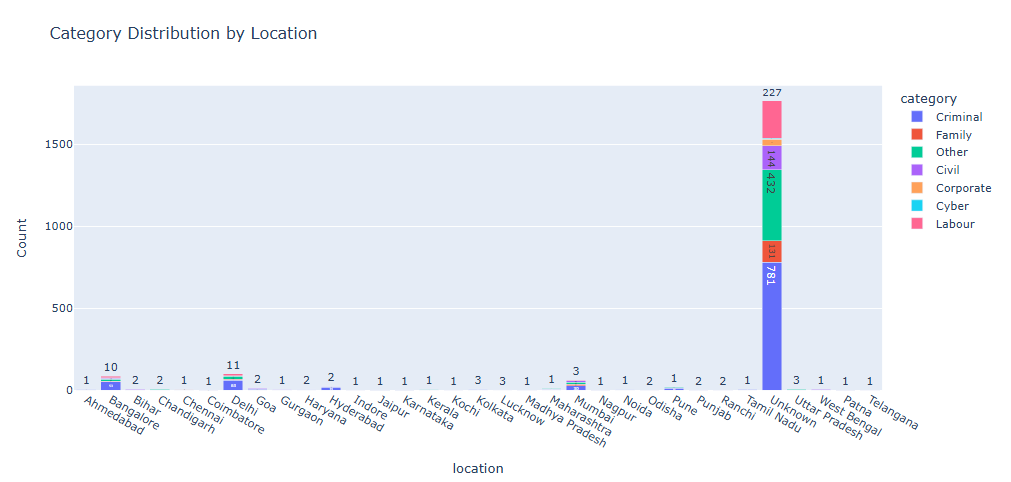 Category Distribution by Location
227
category
Criminal
Family
Other
Civil
Corporate
Cyber
Labour
1500
1000
500
0
Count
144
432
131
781
1
10
2
2
1
1
11
2
1
2
2
1
1
1
1
1
3
3
1
1
3
1
1
2
1
2
2
1
3
1
1
1
Ahmedabad
Bangalore
Bihar
Chandigarh
Chennai
Coimbatore
Delhi
Goa
Gurgaon
Haryana
Hyderabad
Indore
Jaipur
Karnataka
Kerala
Kochi
Kolkata
Lucknow
Madhya Pradesh
Maharashtra
Mumbai
Nagpur
Noida
Odisha
Pune
Punjab
Ranchi
Tamil Nadu
Unknown
Uttar Pradesh
West Bengal
Patna
Telangana
location